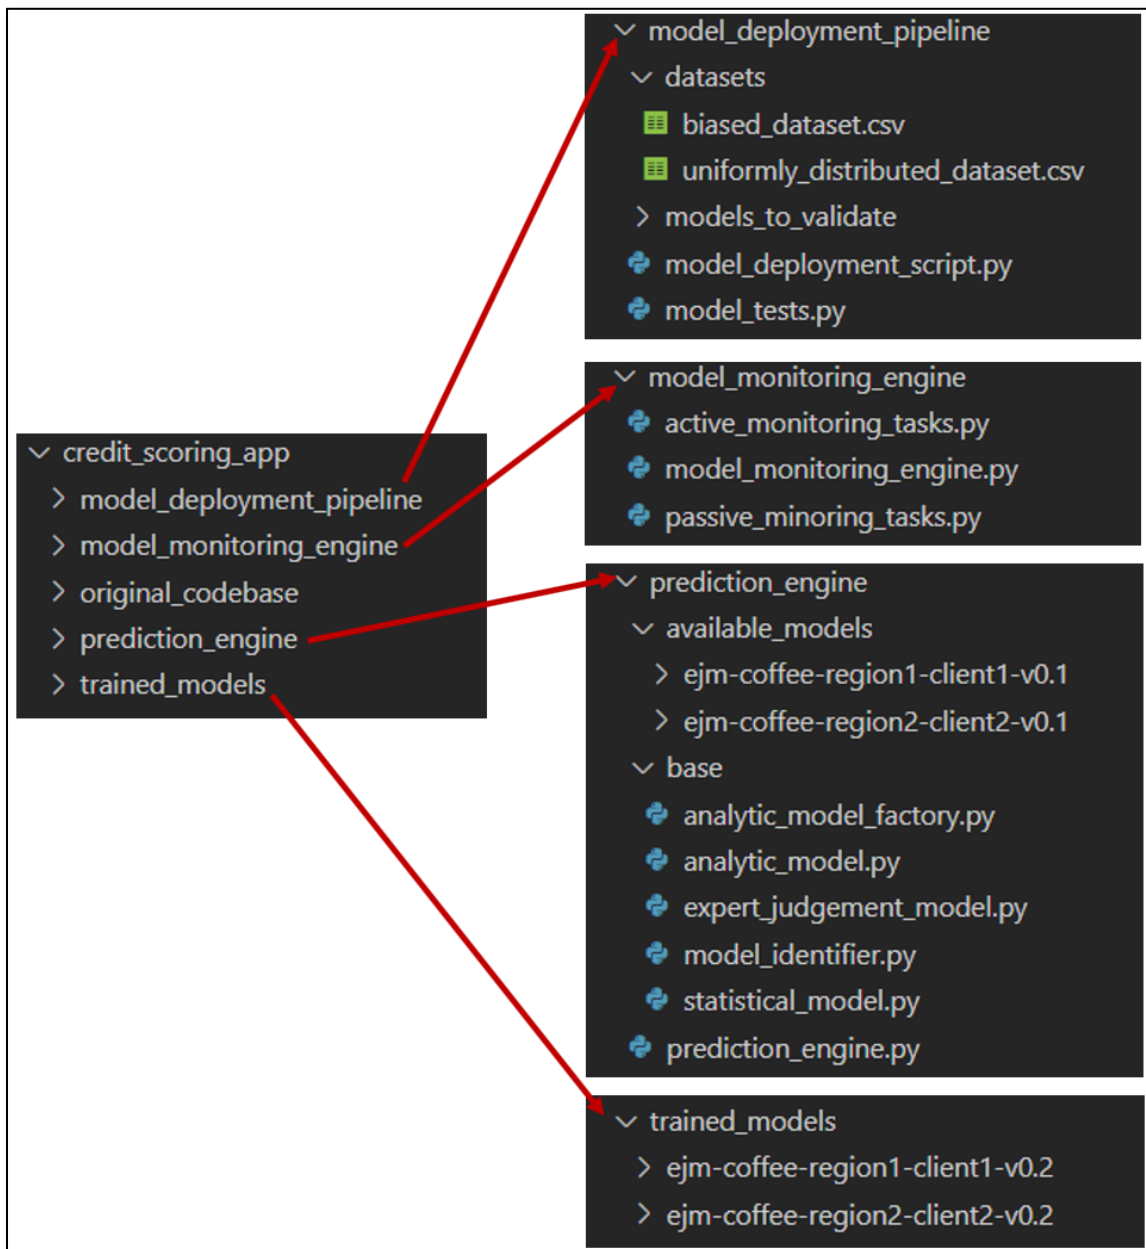 credit_scoring_app
model_deployment_pipeline
model_monitoring_engine
original_codebase
prediction_engine
trained_models
model_deployment_pipeline
datasets
biased_dataset.csv
uniformly_distributed_dataset.csv
models_to_validate
model_deployment_script.py
model_tests.py
model_monitoring_engine
active_monitoring_tasks.py
model_monitoring_engine.py
passive_minoring_tasks.py
prediction_engine
available_models
ejm-coffee-region1-client1-v0.1
ejm-coffee-region2-client2-v0.1
base
analytic_model_factory.py
analytic_model.py
expert_judgement_model.py
model_identifier.py
statistical_model.py
prediction_engine.py
trained_models
ejm-coffee-region1-client1-v0.2
ejm-coffee-region2-client2-v0.2